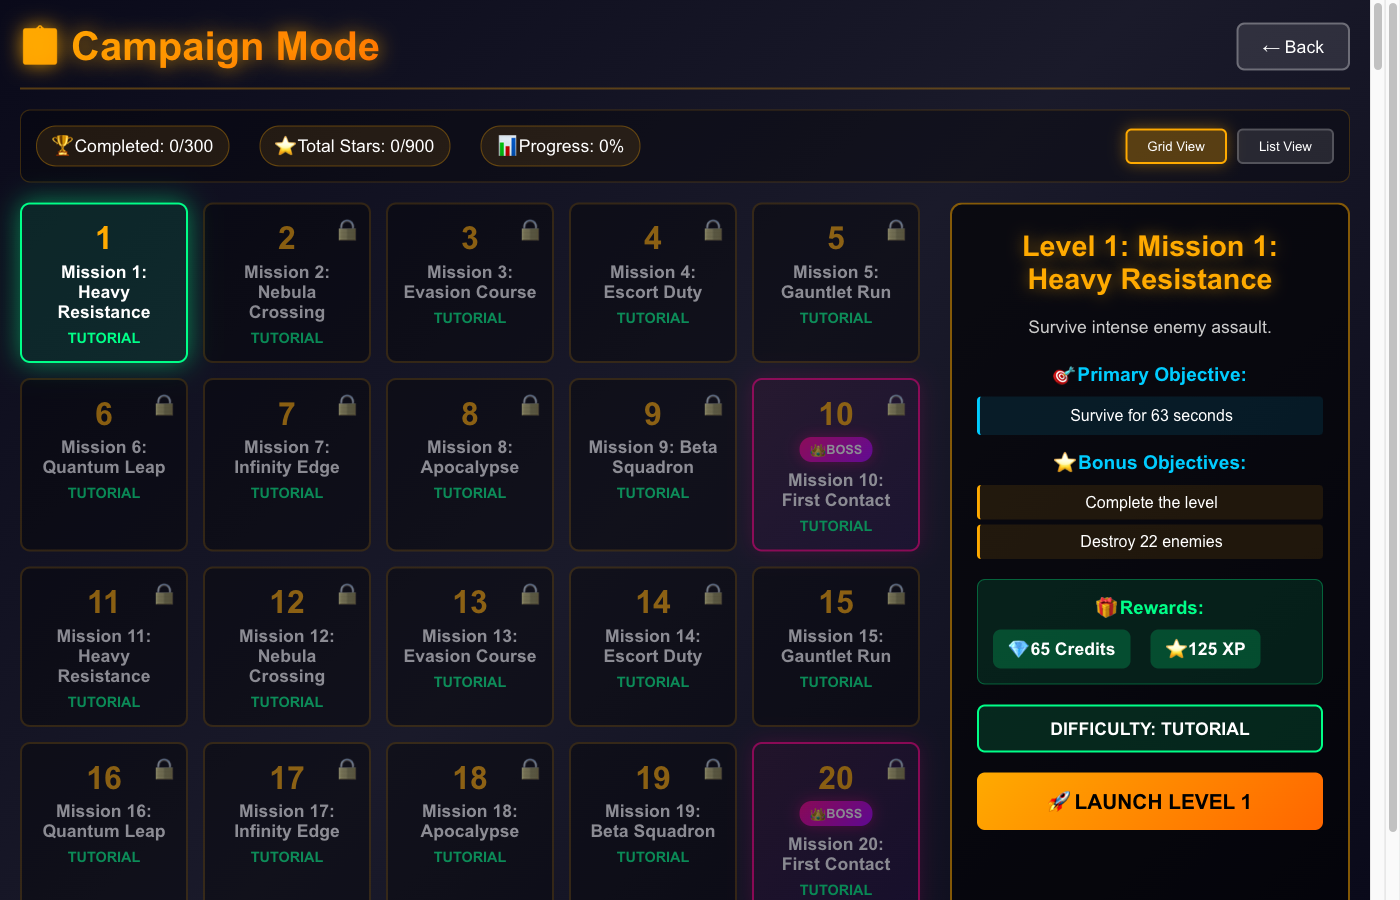 Campaign Mode
← Back
Completed: 0/300
Total Stars: 0/900
Progress: 0%
Grid View
List View
1
Mission 1:
Heavy
Resistance
TUTORIAL
2
Mission 2:
Nebula
Crossing
TUTORIAL
3
Mission 3:
Evasion Course
TUTORIAL
4
Mission 4:
Escort Duty
TUTORIAL
5
Mission 5:
Gauntlet Run
TUTORIAL
6
Mission 6:
Quantum Leap
TUTORIAL
7
Mission 7:
Infinity Edge
TUTORIAL
8
Mission 8:
Apocalypse
TUTORIAL
9
Mission 9: Beta
Squadron
TUTORIAL
10
BOSS
Mission 10:
First Contact
TUTORIAL
11
Mission 11:
Heavy
Resistance
TUTORIAL
12
Mission 12:
Nebula
Crossing
TUTORIAL
13
Mission 13:
Evasion Course
TUTORIAL
14
Mission 14:
Escort Duty
TUTORIAL
15
Mission 15:
Gauntlet Run
TUTORIAL
16
Mission 16:
Quantum Leap
TUTORIAL
17
Mission 17:
Infinity Edge
TUTORIAL
18
Mission 18:
Apocalypse
TUTORIAL
19
Mission 19:
Beta Squadron
TUTORIAL
20
BOSS
Mission 20:
First Contact
TUTORIAL
Level 1: Mission 1:
Heavy Resistance
Survive intense enemy assault.
Primary Objective:
Survive for 63 seconds
Bonus Objectives:
Complete the level
Destroy 22 enemies
Rewards:
65 Credits
125 XP
DIFFICULTY: TUTORIAL
LAUNCH LEVEL 1